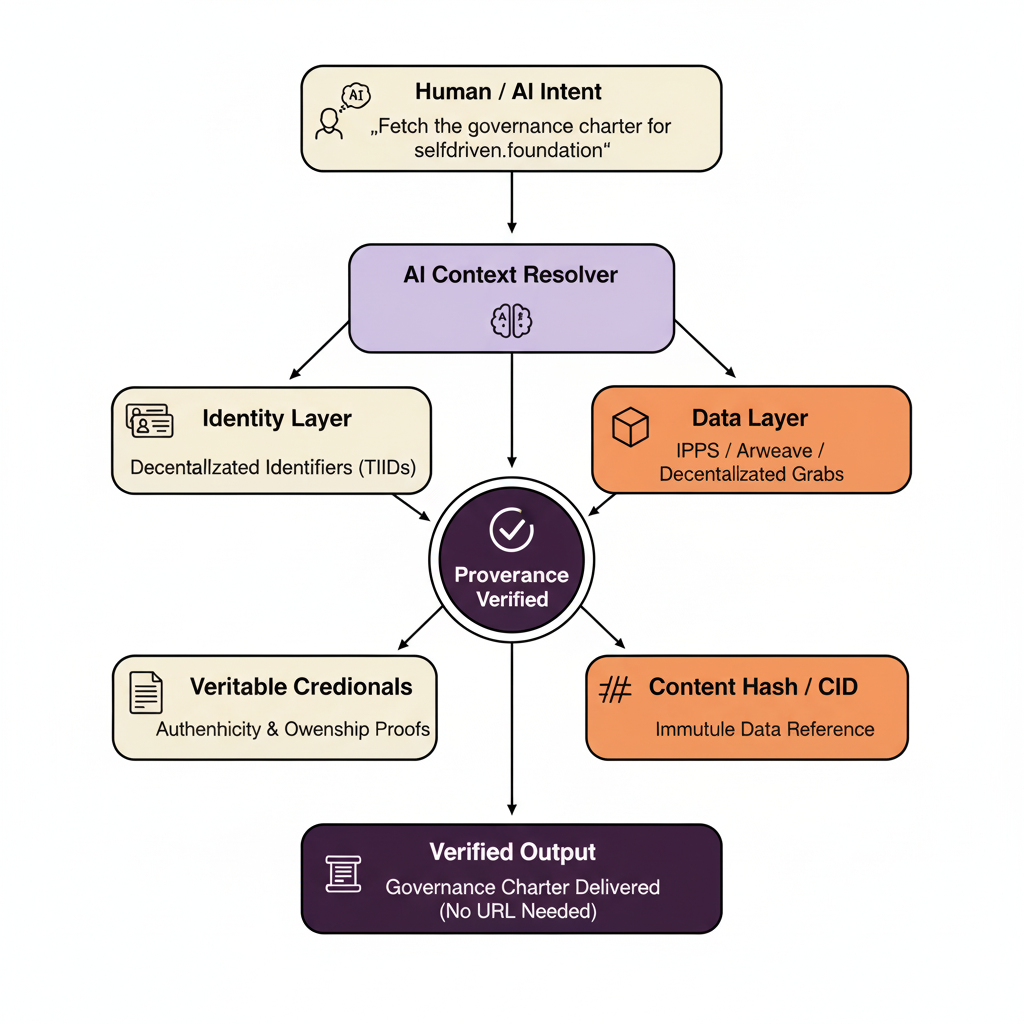 AI
Human / AI Intent
„Fetch the governance charter for
selfdriven.foundation“
AI Context Resolver
Identity Layer
Decentallzated Identifiers (TIIDs)
Data Layer
IPPS / Arweave /
Decentallzated Grabs
Proverance
Verified
Veritable Credionals
Authenhicity & Owenship Proofs
Content Hash / CID
Immutule Data Reference
Verified Output
Governance Charter Delivered
(No URL Needed)